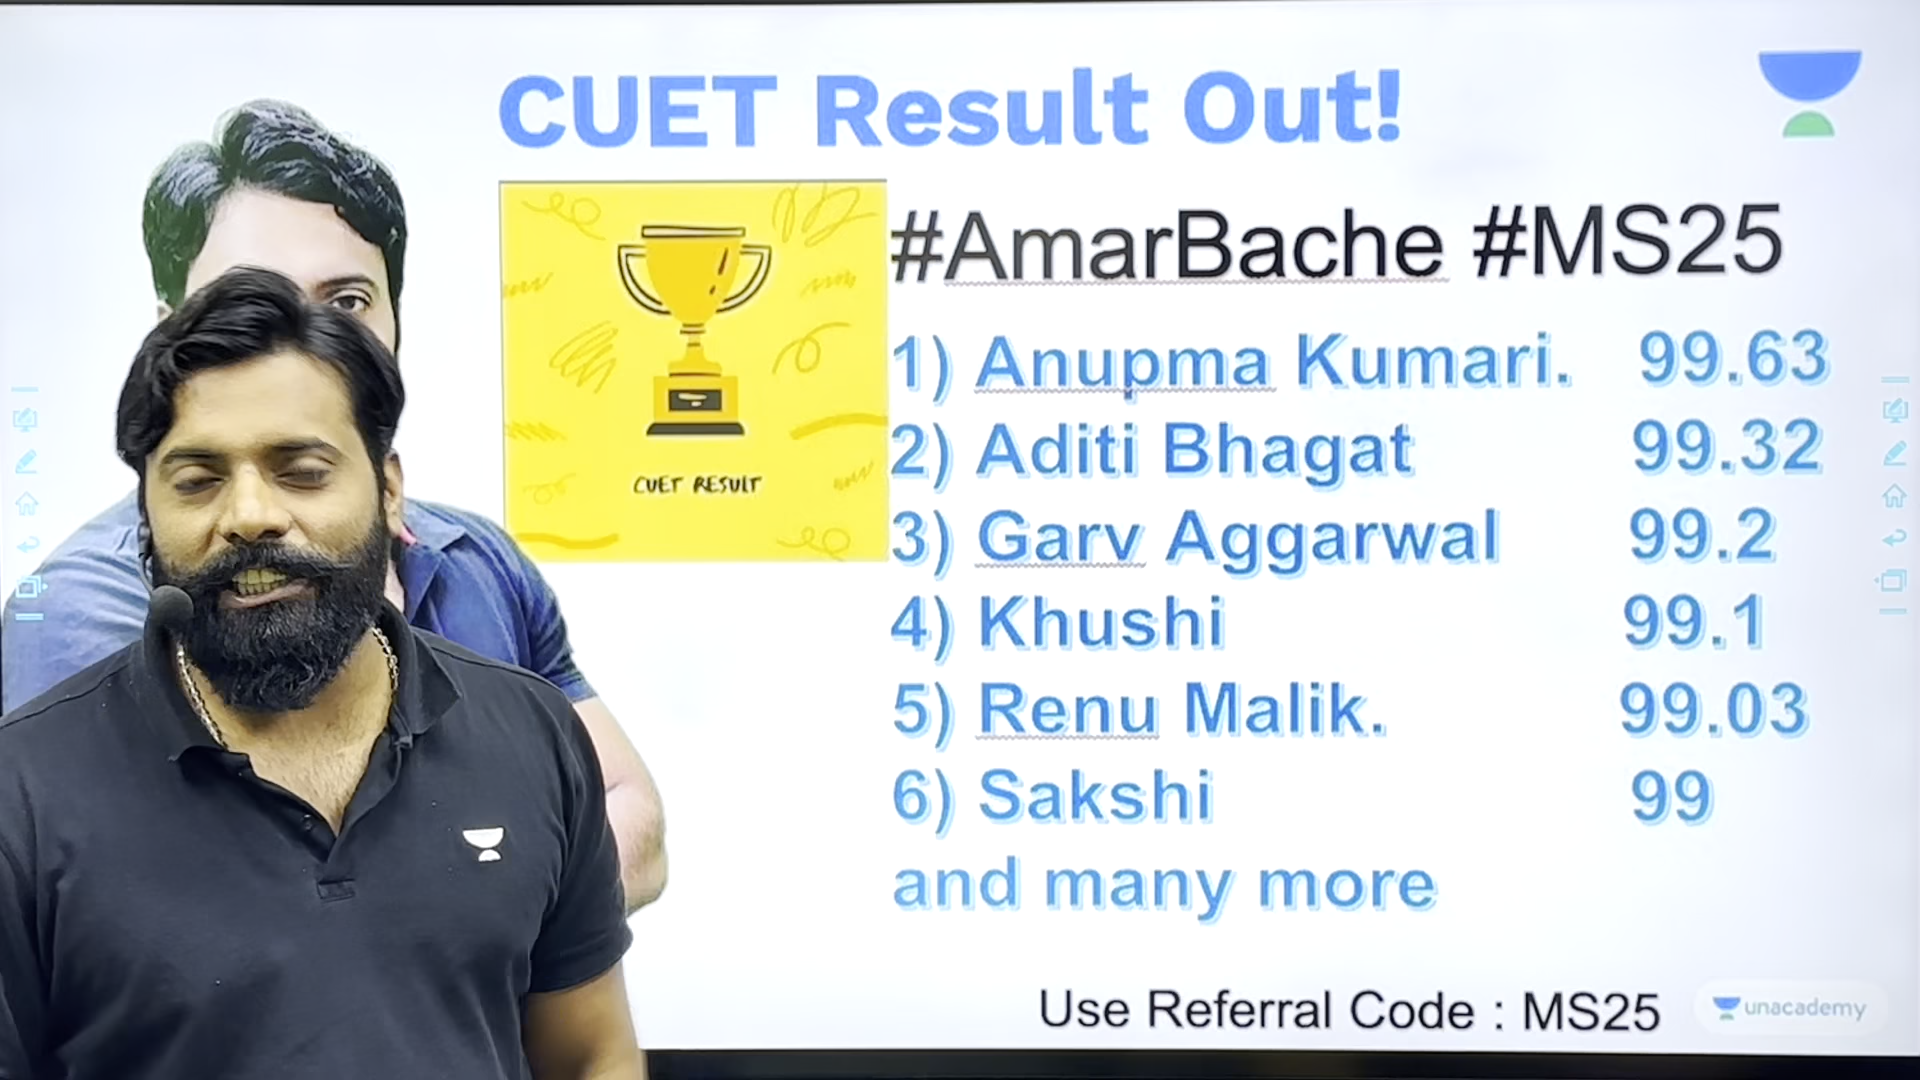 CUET Result Out!
#AmarBache #MS25
CUET RESULT
1) Anupma Kumari. 99.63
2) Aditi Bhagat 99.32
3) Garv Aggarwal 99.2
4) Khushi 99.1
5) Renu Malik. 99.03
6) Sakshi 99
and many more
Use Referral Code : MS25
unacademy